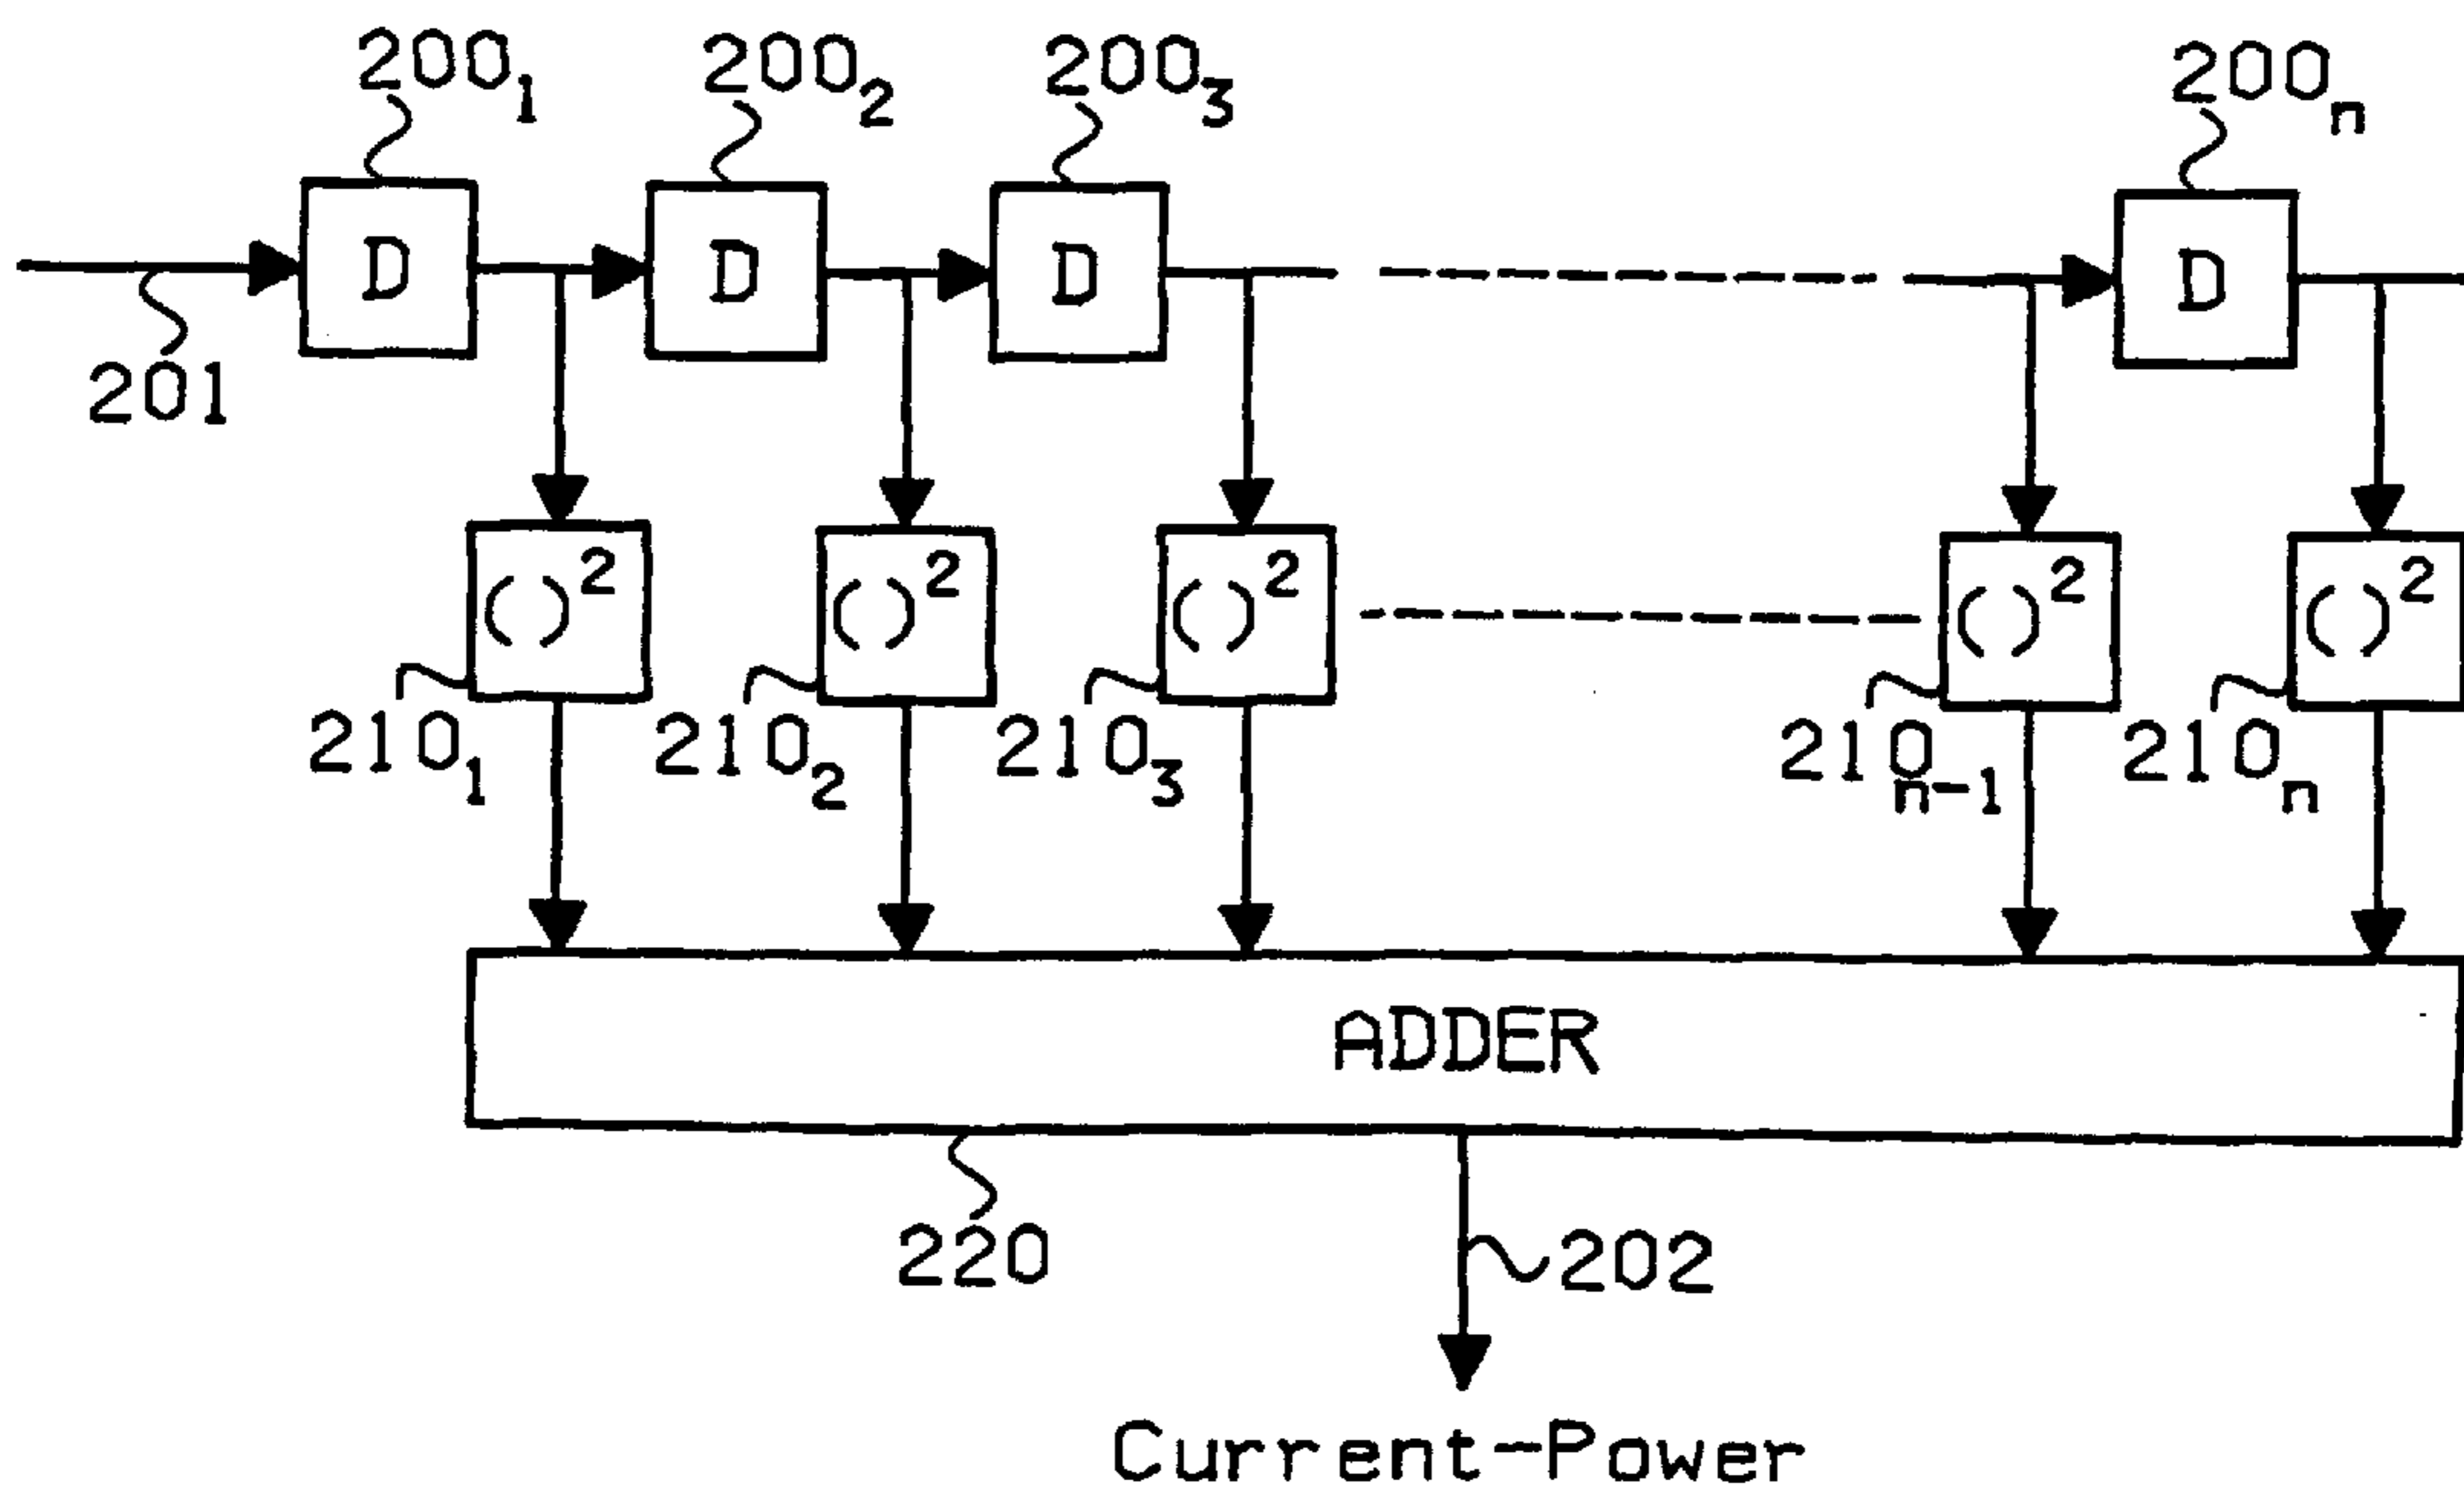 200₁ 200₂ 200₃ 200ₙ
D D D D
201
()² ()² ()² ()² ()²
210₁ 210₂ 210₃ 210ₙ₋₁ 210ₙ
ADDER
220 202
Current-Power